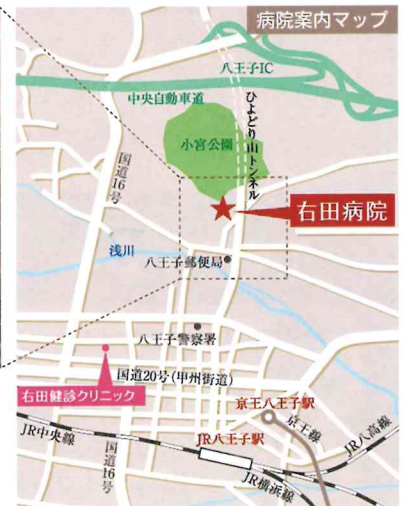 病院案内マップ
八王子IC
中央自動車道
ひよどり山トンネル
小宮公園
国道16号
右田病院
浅川
八王子郵便局
八王子警察署
国道20号(甲州街道)
右田健診クリニック
京王八王子駅
京王線
JR八高線
JR中央線
JR八王子駅
国道16号
JR横浜線